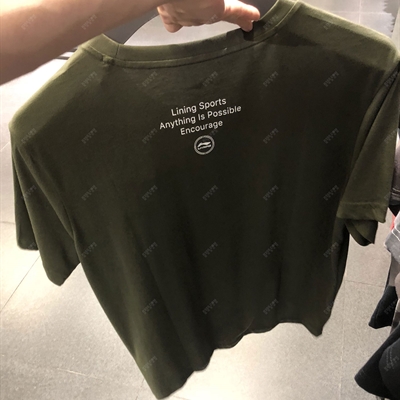 Lining Sports
Anything Is Possible
Encourage